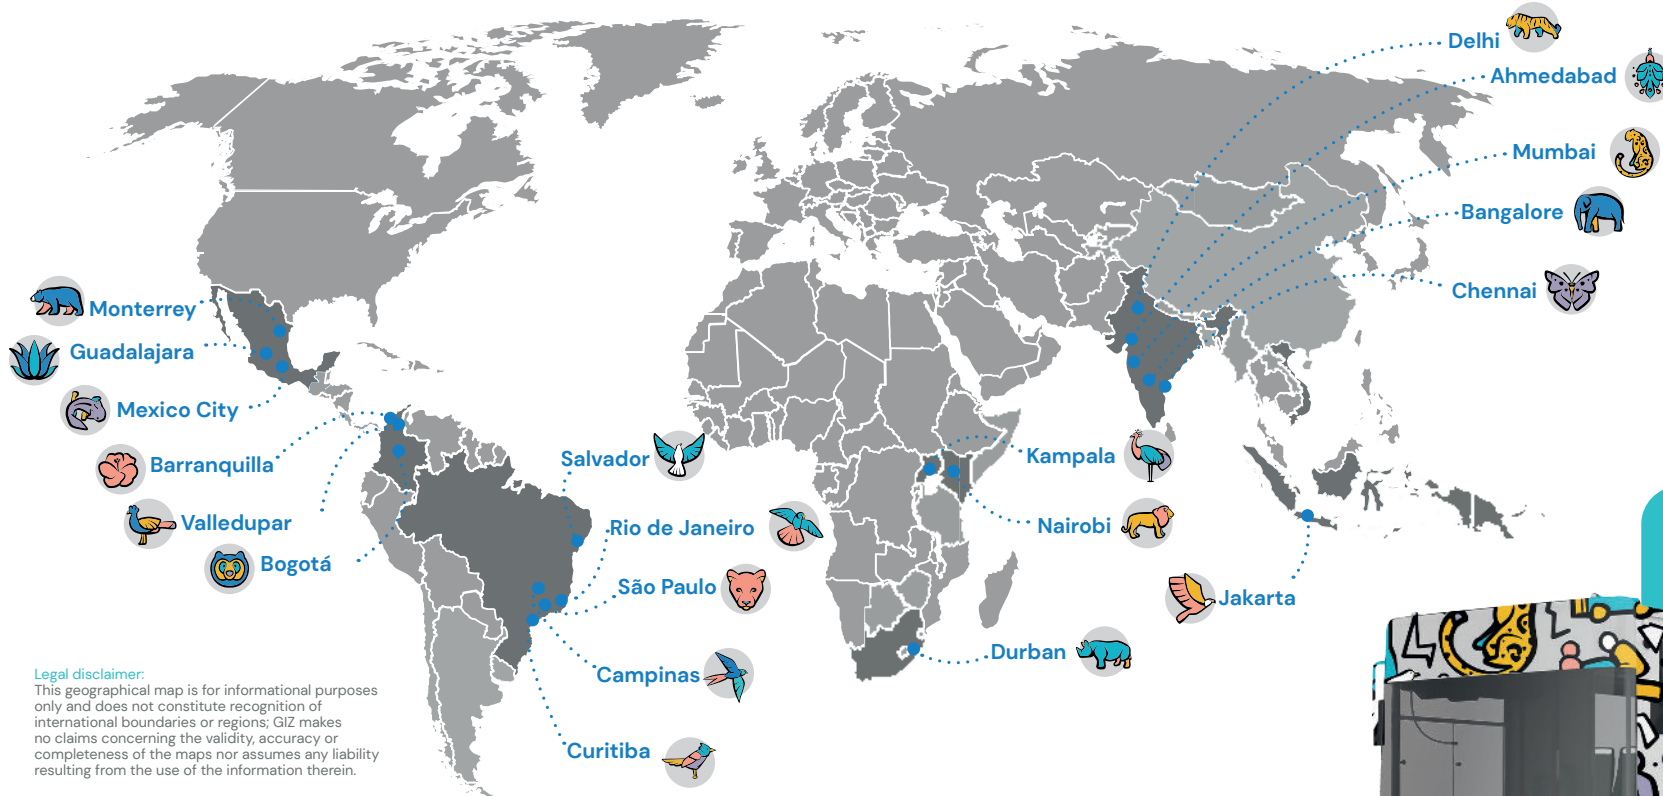 Delhi
Ahmedabad
Mumbai
Bangalore
Chennai
Monterrey
Guadalajara
Mexico City
Barranquilla
Valledupar
Bogotá
Salvador
Rio de Janeiro
São Paulo
Campinas
Curitiba
Kampala
Nairobi
Durban
Jakarta
Legal disclaimer:
This geographical map is for informational purposes
only and does not constitute recognition of
international boundaries or regions; GIZ makes
no claims concerning the validity, accuracy or
completeness of the maps nor assumes any liability
resulting from the use of the information therein.